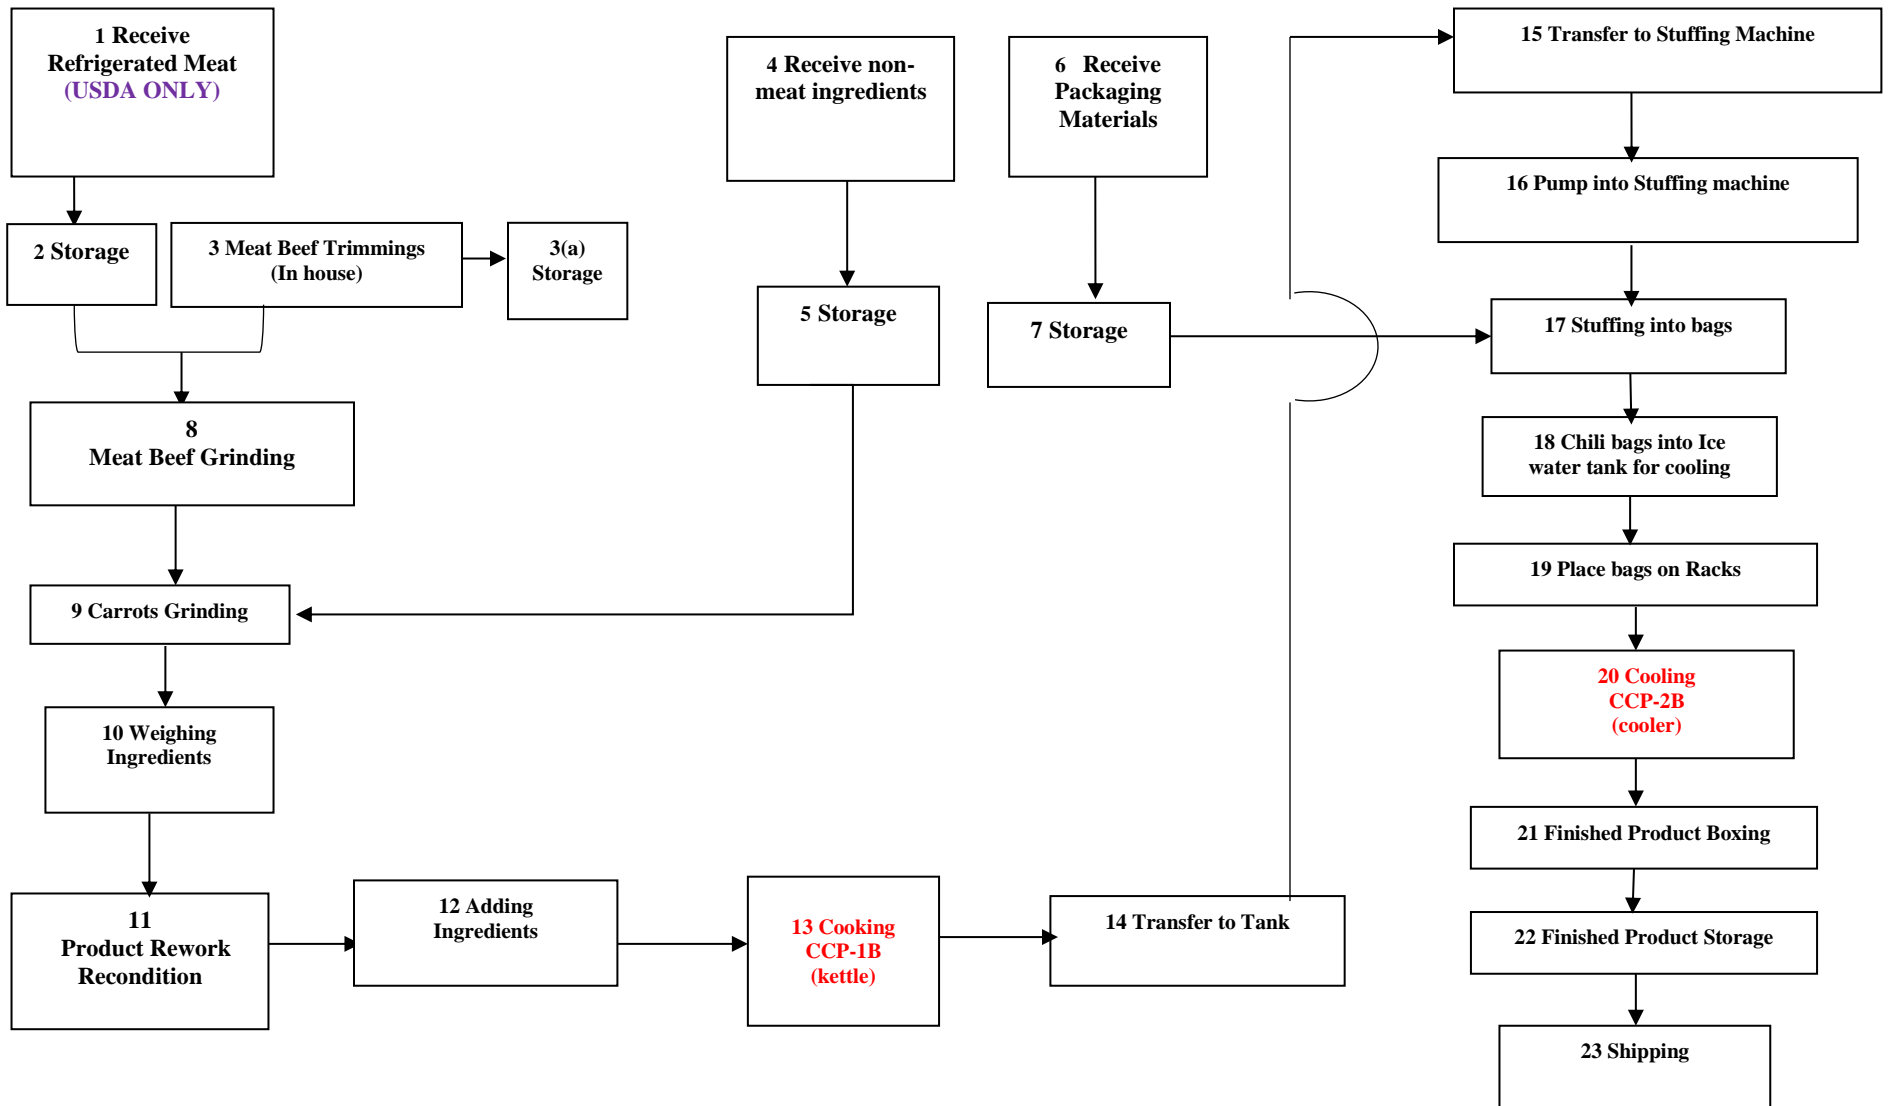 1 Receive
Refrigerated Meat
(USDA ONLY)
2 Storage
3 Meat Beef Trimmings
(In house)
3(a)
Storage
4 Receive non-
meat ingredients
5 Storage
6 Receive
Packaging
Materials
7 Storage
8
Meat Beef Grinding
9 Carrots Grinding
10 Weighing
Ingredients
11
Product Rework
Recondition
12 Adding
Ingredients
13 Cooking
CCP-1B
(kettle)
14 Transfer to Tank
15 Transfer to Stuffing Machine
16 Pump into Stuffing machine
17 Stuffing into bags
18 Chili bags into Ice
water tank for cooling
19 Place bags on Racks
20 Cooling
CCP-2B
(cooler)
21 Finished Product Boxing
22 Finished Product Storage
23 Shipping